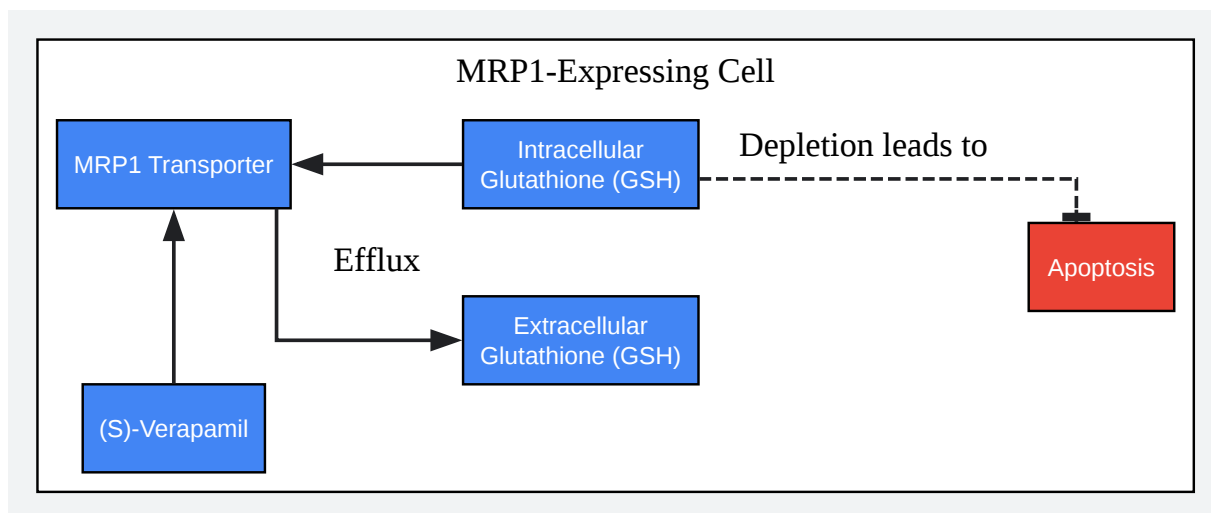 MRP1-Expressing Cell
MRP1 Transporter
Intracellular
Glutathione (GSH)
Depletion leads to
Efflux
Apoptosis
Extracellular
Glutathione (GSH)
(S)-Verapamil